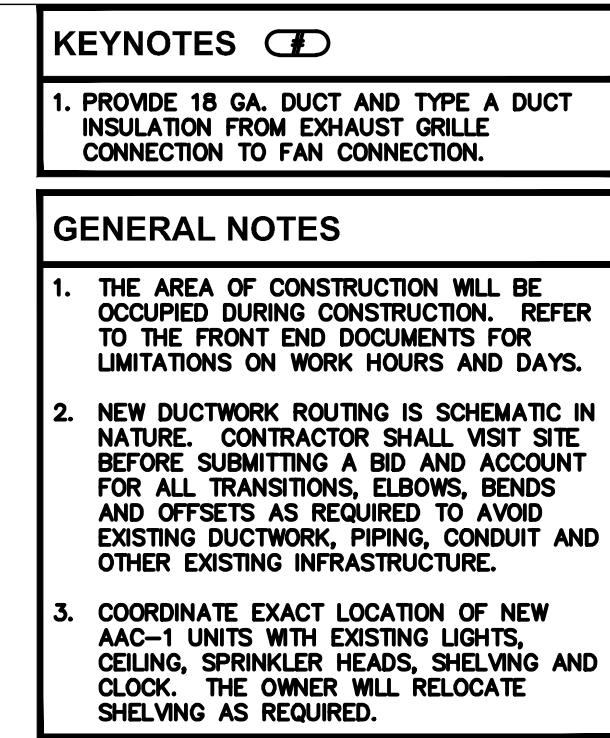 KEYNOTES #
1. PROVIDE 18 GA. DUCT AND TYPE A DUCT
INSULATION FROM EXHAUST GRILLE
CONNECTION TO FAN CONNECTION.
GENERAL NOTES
1. THE AREA OF CONSTRUCTION WILL BE
OCCUPIED DURING CONSTRUCTION. REFER
TO THE FRONT END DOCUMENTS FOR
LIMITATIONS ON WORK HOURS AND DAYS.
2. NEW DUCTWORK ROUTING IS SCHEMATIC IN
NATURE. CONTRACTOR SHALL VISIT SITE
BEFORE SUBMITTING A BID AND ACCOUNT
FOR ALL TRANSITIONS, ELBOWS, BENDS
AND OFFSETS AS REQUIRED TO AVOID
EXISTING DUCTWORK, PIPING, CONDUIT AND
OTHER EXISTING INFRASTRUCTURE.
3. COORDINATE EXACT LOCATION OF NEW
AAC-1 UNITS WITH EXISTING LIGHTS,
CEILING, SPRINKLER HEADS, SHELVING AND
CLOCK. THE OWNER WILL RELOCATE
SHELVING AS REQUIRED.